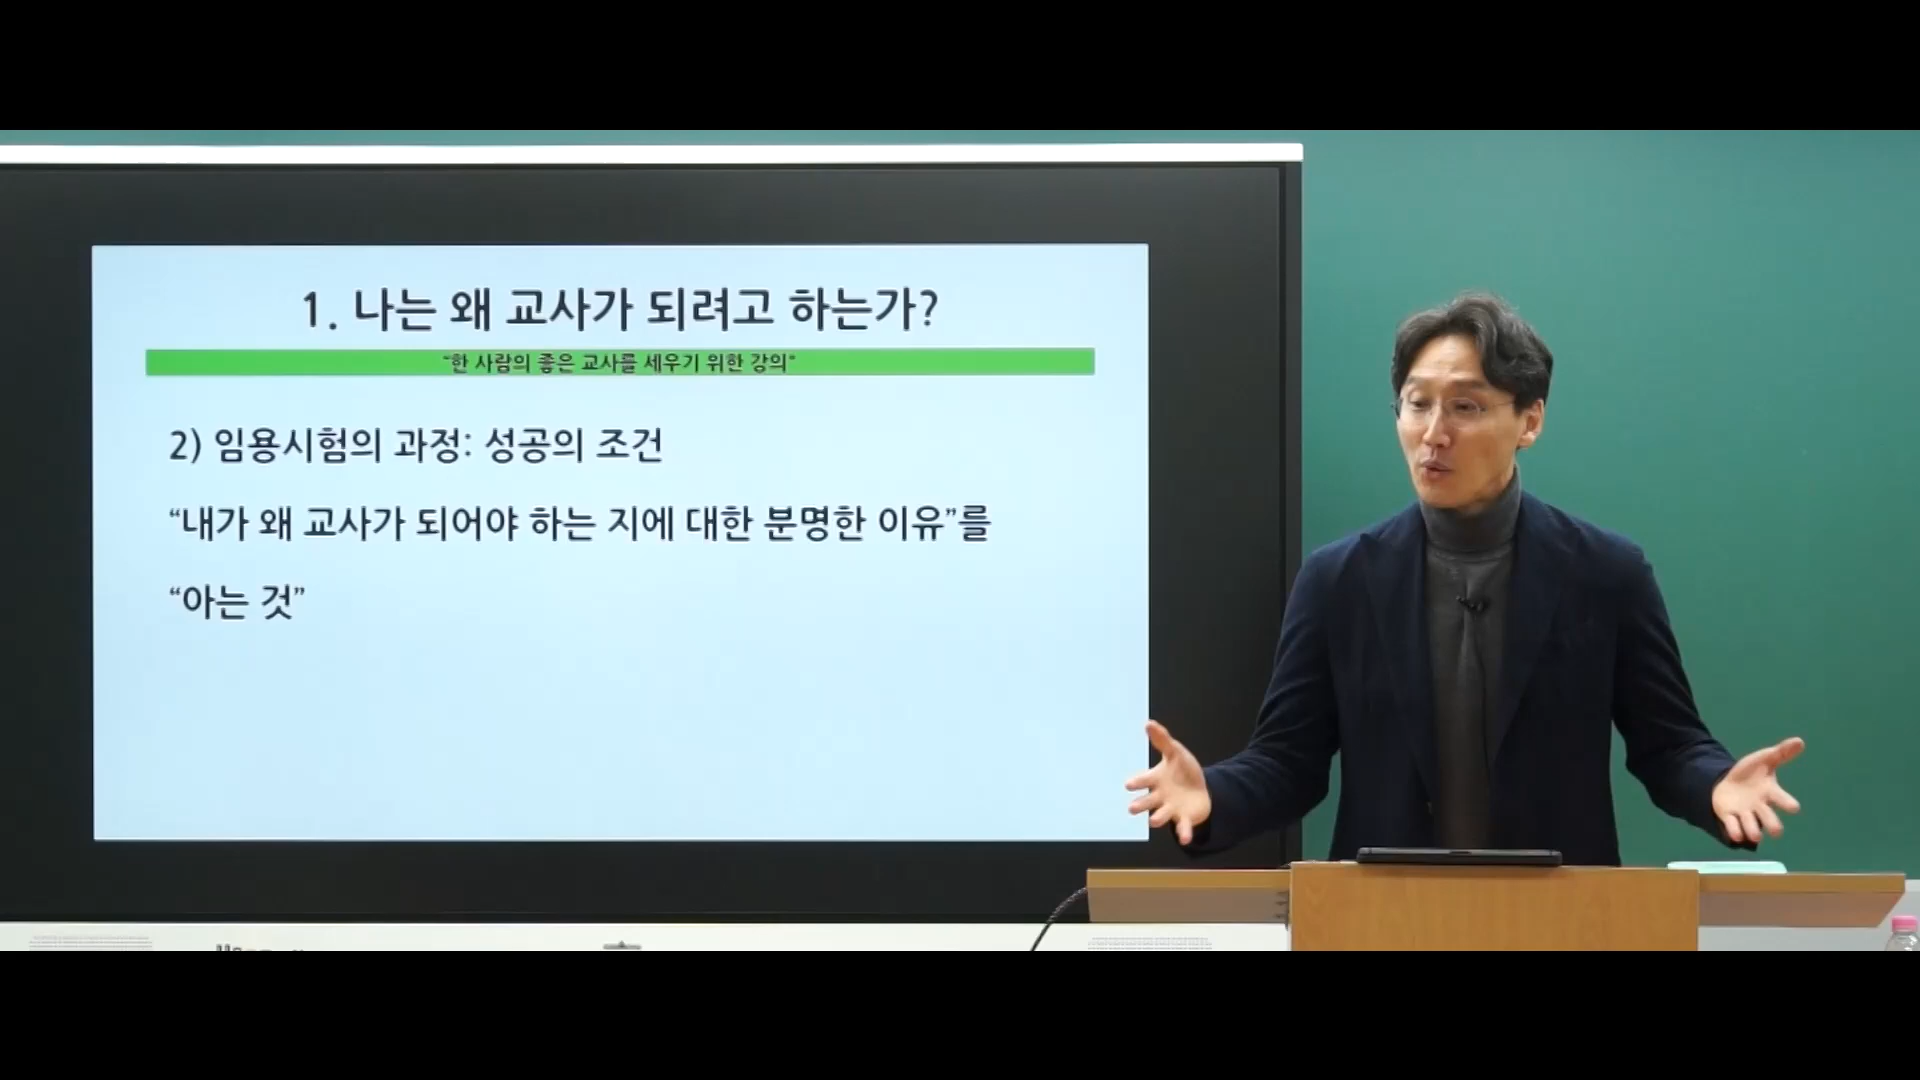 1. 나는 왜 교사가 되려고 하는가?
"한 사람의 좋은 교사를 세우기 위한 강의"
2) 임용시험의 과정: 성공의 조건
“내가 왜 교사가 되어야 하는 지에 대한 분명한 이유”를
“아는 것”